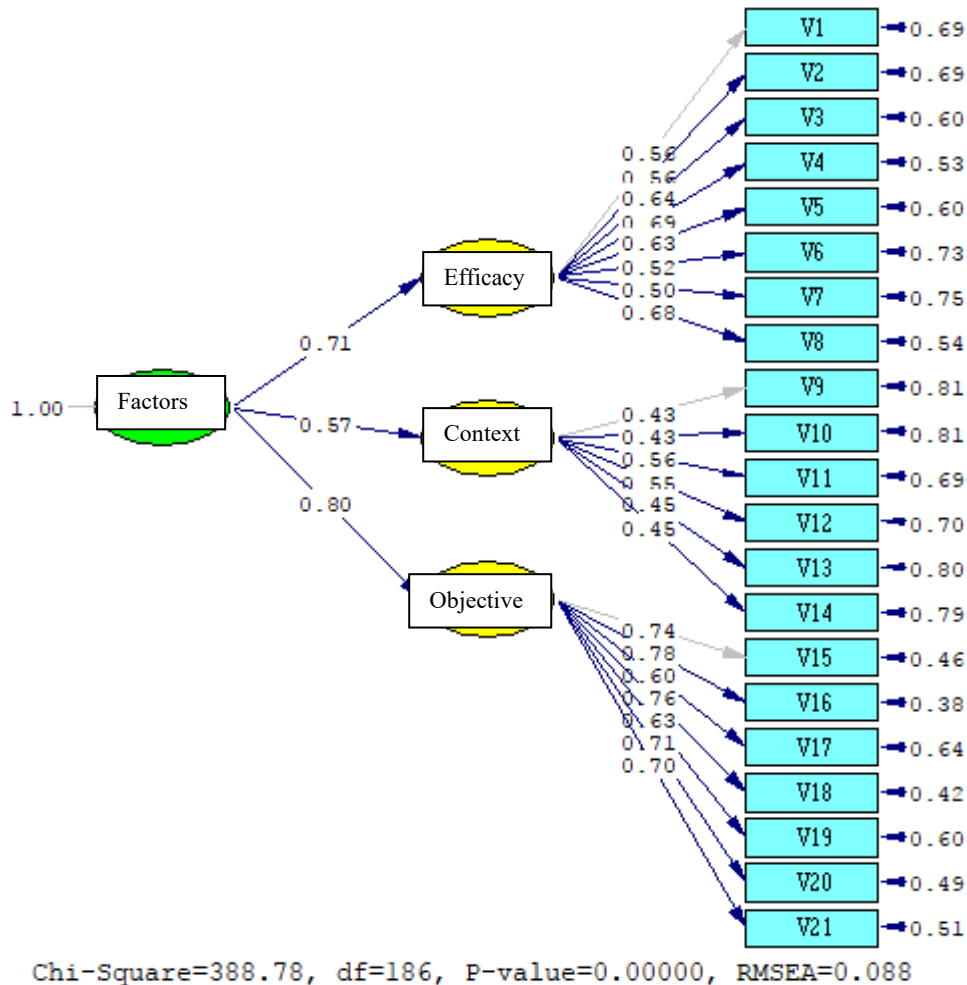 V1
0.69
V2
0.69
V3
0.60
V4
0.53
V5
0.60
V6
0.73
V7
0.75
V8
0.54
V9
0.81
V10
0.81
V11
0.69
V12
0.70
V13
0.80
V14
0.79
V15
0.46
V16
0.38
V17
0.64
V18
0.42
V19
0.60
V20
0.49
V21
0.51
0.56
0.56
0.64
0.69
0.63
0.52
0.50
0.68
Efficacy
0.71
1.00
Factors
0.57
Context
0.43
0.43
0.56
0.55
0.45
0.45
0.80
Objective
0.74
0.78
0.60
0.76
0.63
0.71
0.70
Chi-Square=388.78, df=186, P-value=0.00000, RMSEA=0.088